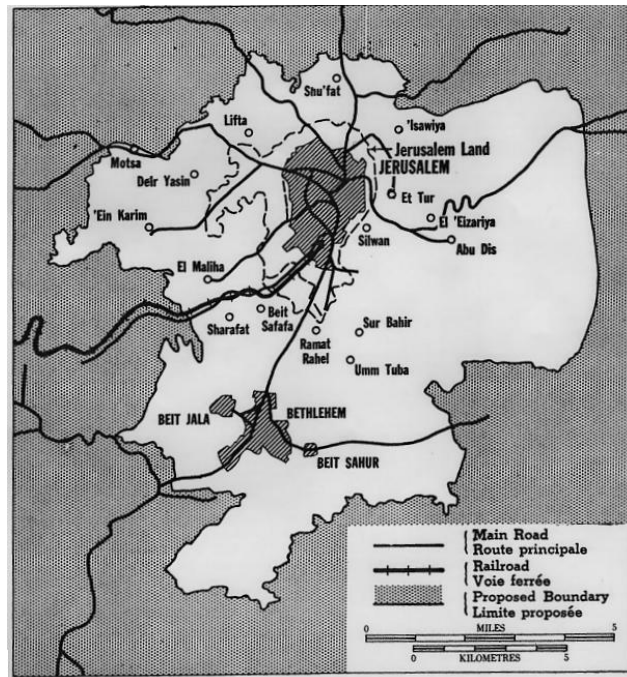 Shu'fat
Lifta
'Isawiya
Jerusalem Land
JERUSALEM
Motsa
Deir Yasin
Et Tur
'Ein Karim
El 'Eizariya
Silwan
Abu Dis
El Maliha
Sharafat
Beit
Safafa
Sur Bahir
Ramat
Rahel
Umm Tuba
BEIT JALA
BETHLEHEM
BEIT SAHUR
Main Road
Route principale
Railroad
Voie ferrée
Proposed Boundary
Limite proposée
MILES
0 5
0 5
KILOMETRES